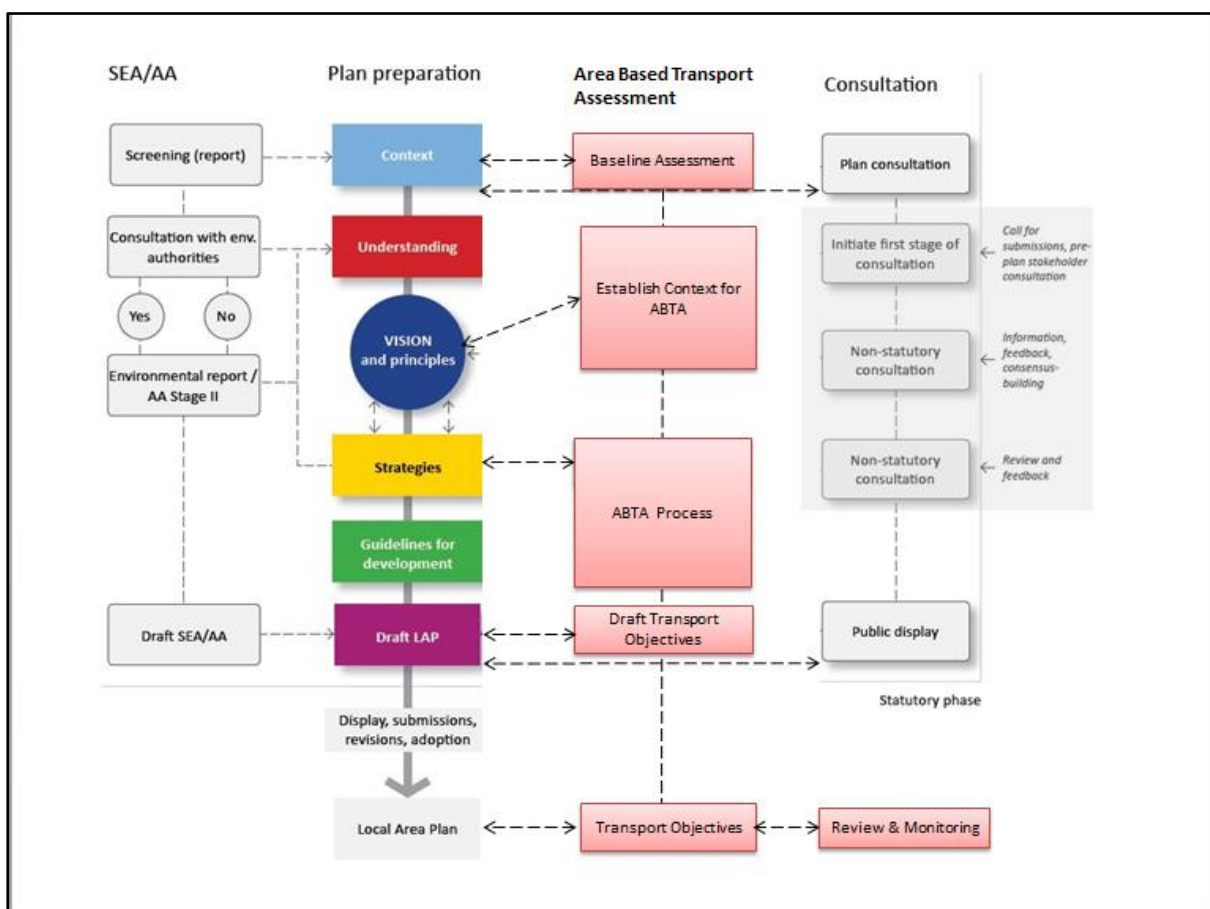 SEA/AA
Plan preparation
Area Based Transport
Assessment
Consultation
Screening (report)
Context
Baseline Assessment
Plan consultation
Consultation with env.
authorities
Understanding
Establish Context for
ABTA
Initiate first stage of
consultation
Call for
submissions, pre-
plan stakeholder
consultation
Yes
No
VISION
and principles
Non-statutory
consultation
Information,
feedback,
consensus-
building
Environmental report /
AA Stage II
Strategies
ABTA Process
Non-statutory
consultation
Review and
feedback
Guidelines for
development
Draft SEA/AA
Draft LAP
Draft Transport
Objectives
Public display
Statutory phase
Display, submissions,
revisions, adoption
Local Area Plan
Transport Objectives
Review & Monitoring